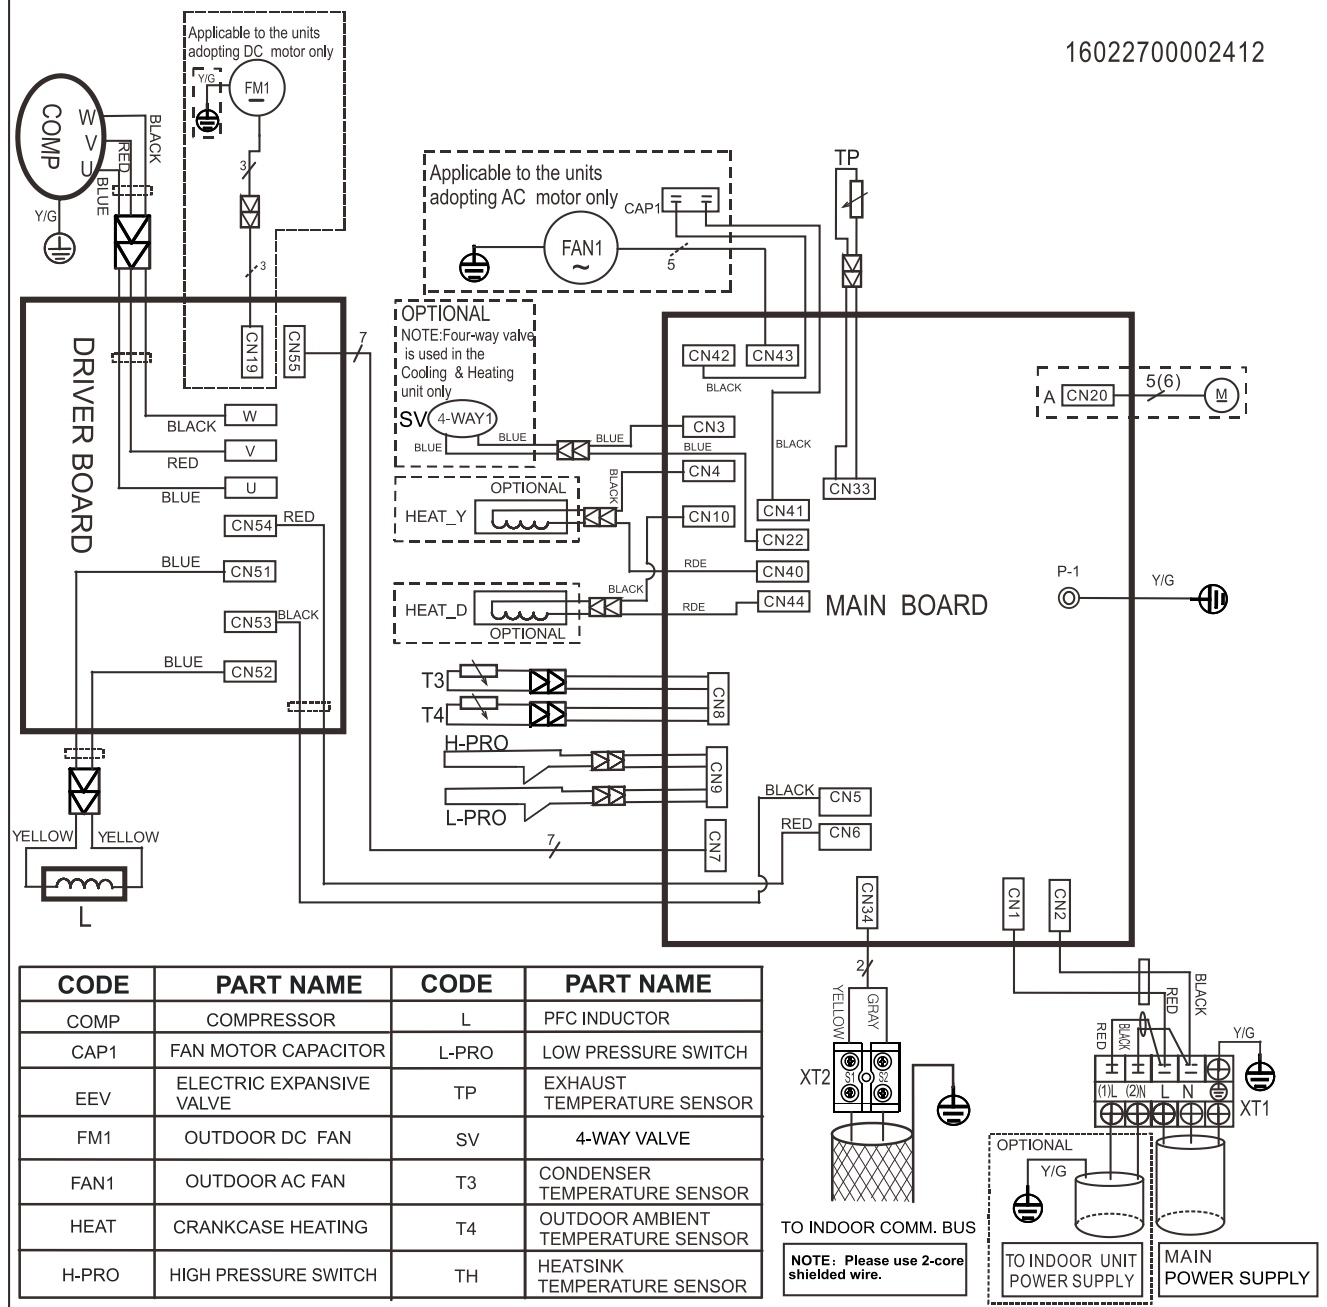 Applicable to the units
adopting DC motor only
16022700002412
Y/G
FM1
COMP
W
V
U
BLACK
RED
BLUE
Y/G
3
3
Applicable to the units
adopting AC motor only
CAP1
FAN1
~
5
TP
OPTIONAL
NOTE:Four-way valve
is used in the
Cooling & Heating
unit only
SV
4-WAY1
BLUE
BLUE
BLUE
BLUE
DRIVER BOARD
CN19
CN55
7
W
BLACK
V
RED
U
BLUE
CN54
RED
BLUE
CN51
CN53
BLACK
BLUE
CN52
CN42
CN43
BLACK
CN3
CN4
CN10
BLACK
CN41
CN22
CN40
CN44
CN33
A
CN20
5(6)
M
OPTIONAL
HEAT_Y
BLACK
RDE
HEAT_D
OPTIONAL
BLACK
RDE
MAIN BOARD
P-1
Y/G
T3
T4
CN8
H-PRO
L-PRO
CN9
7
CN7
BLACK
CN5
RED
CN6
YELLOW
YELLOW
L
CN34
CN1
CN2
2
YELLOW
GRAY
XT2
S1
S2
TO INDOOR COMM. BUS
NOTE: Please use 2-core
shielded wire.
RED
BLACK
RED
BLACK
Y/G
(1)L
(2)N
L
N
XT1
OPTIONAL
Y/G
TO INDOOR UNIT
POWER SUPPLY
MAIN
POWER SUPPLY
CODE PART NAME CODE PART NAME
COMP COMPRESSOR L PFC INDUCTOR
CAP1 FAN MOTOR CAPACITOR L-PRO LOW PRESSURE SWITCH
EEV ELECTRIC EXPANSIVE VALVE TP EXHAUST TEMPERATURE SENSOR
FM1 OUTDOOR DC FAN SV 4-WAY VALVE
FAN1 OUTDOOR AC FAN T3 CONDENSER TEMPERATURE SENSOR
HEAT CRANKCASE HEATING T4 OUTDOOR AMBIENT TEMPERATURE SENSOR
H-PRO HIGH PRESSURE SWITCH TH HEATSINK TEMPERATURE SENSOR